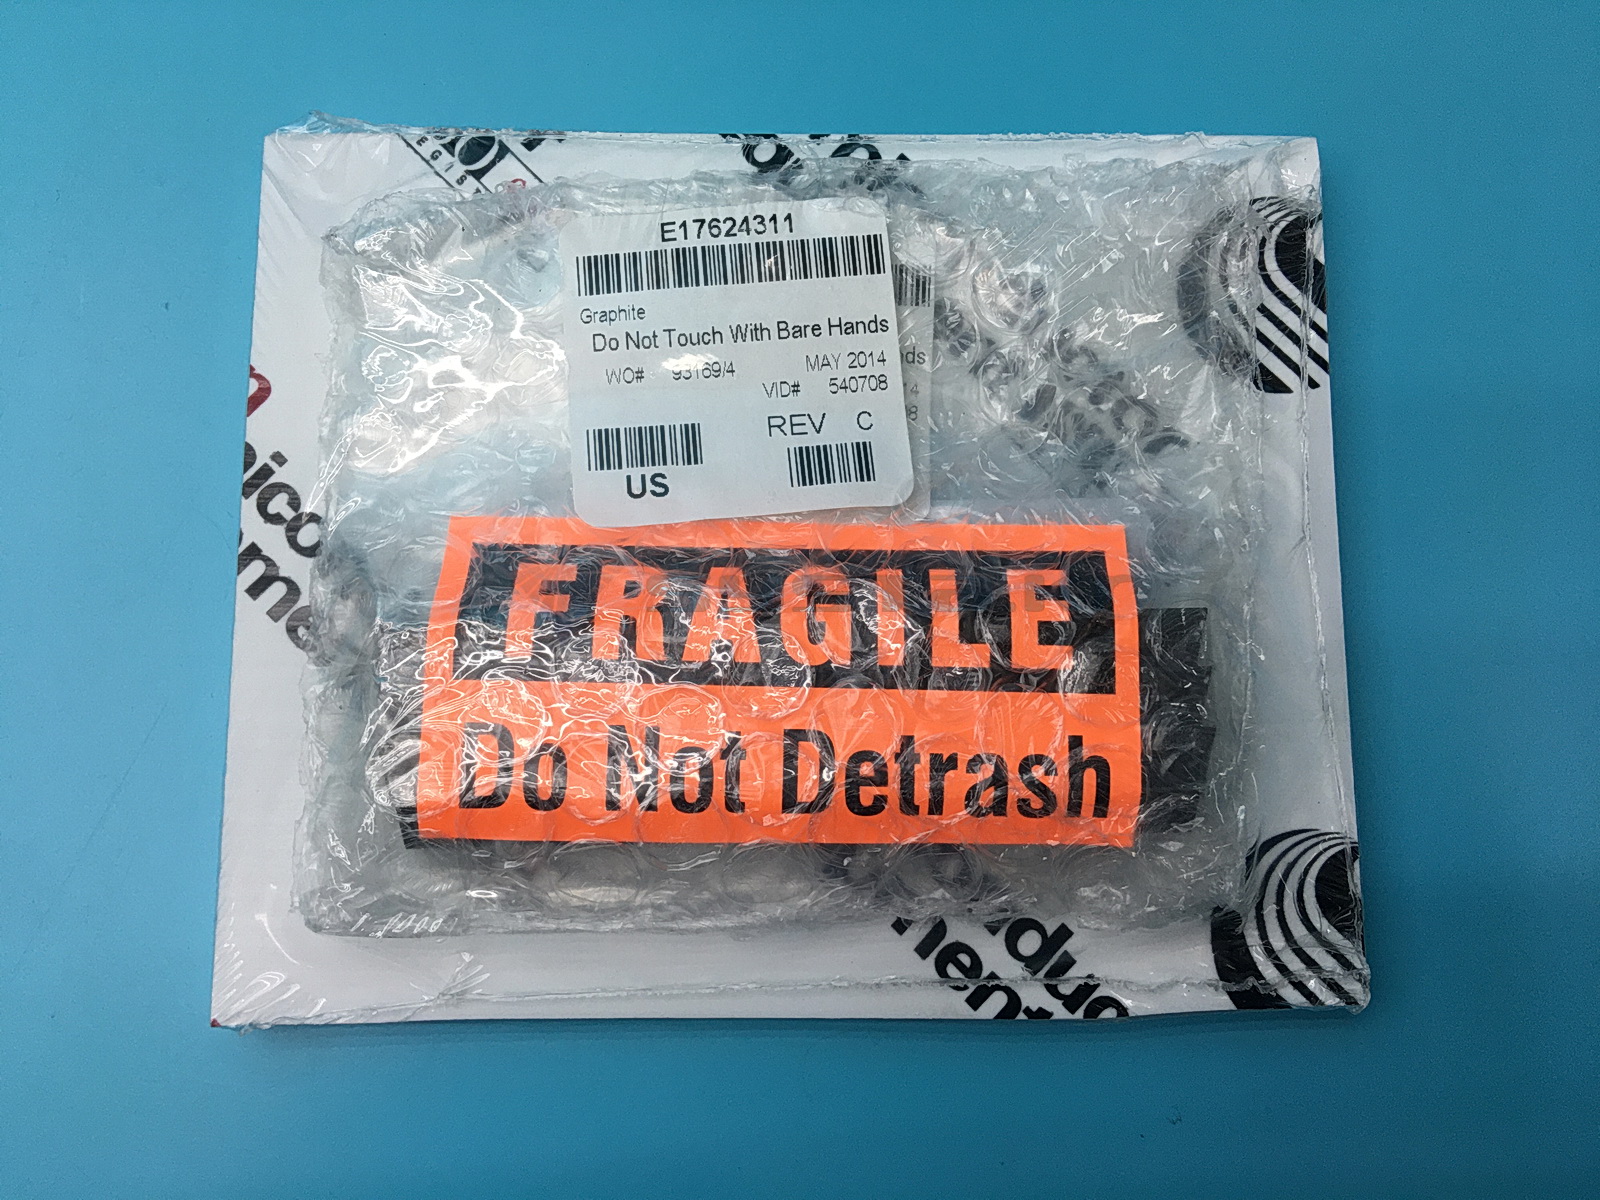 E17624311
Graphite
Do Not Touch With Bare Hands
WO# 93169/4
MAY 2014
VID# 540708
REV C
US
FRAGILE
Do Not Detrash